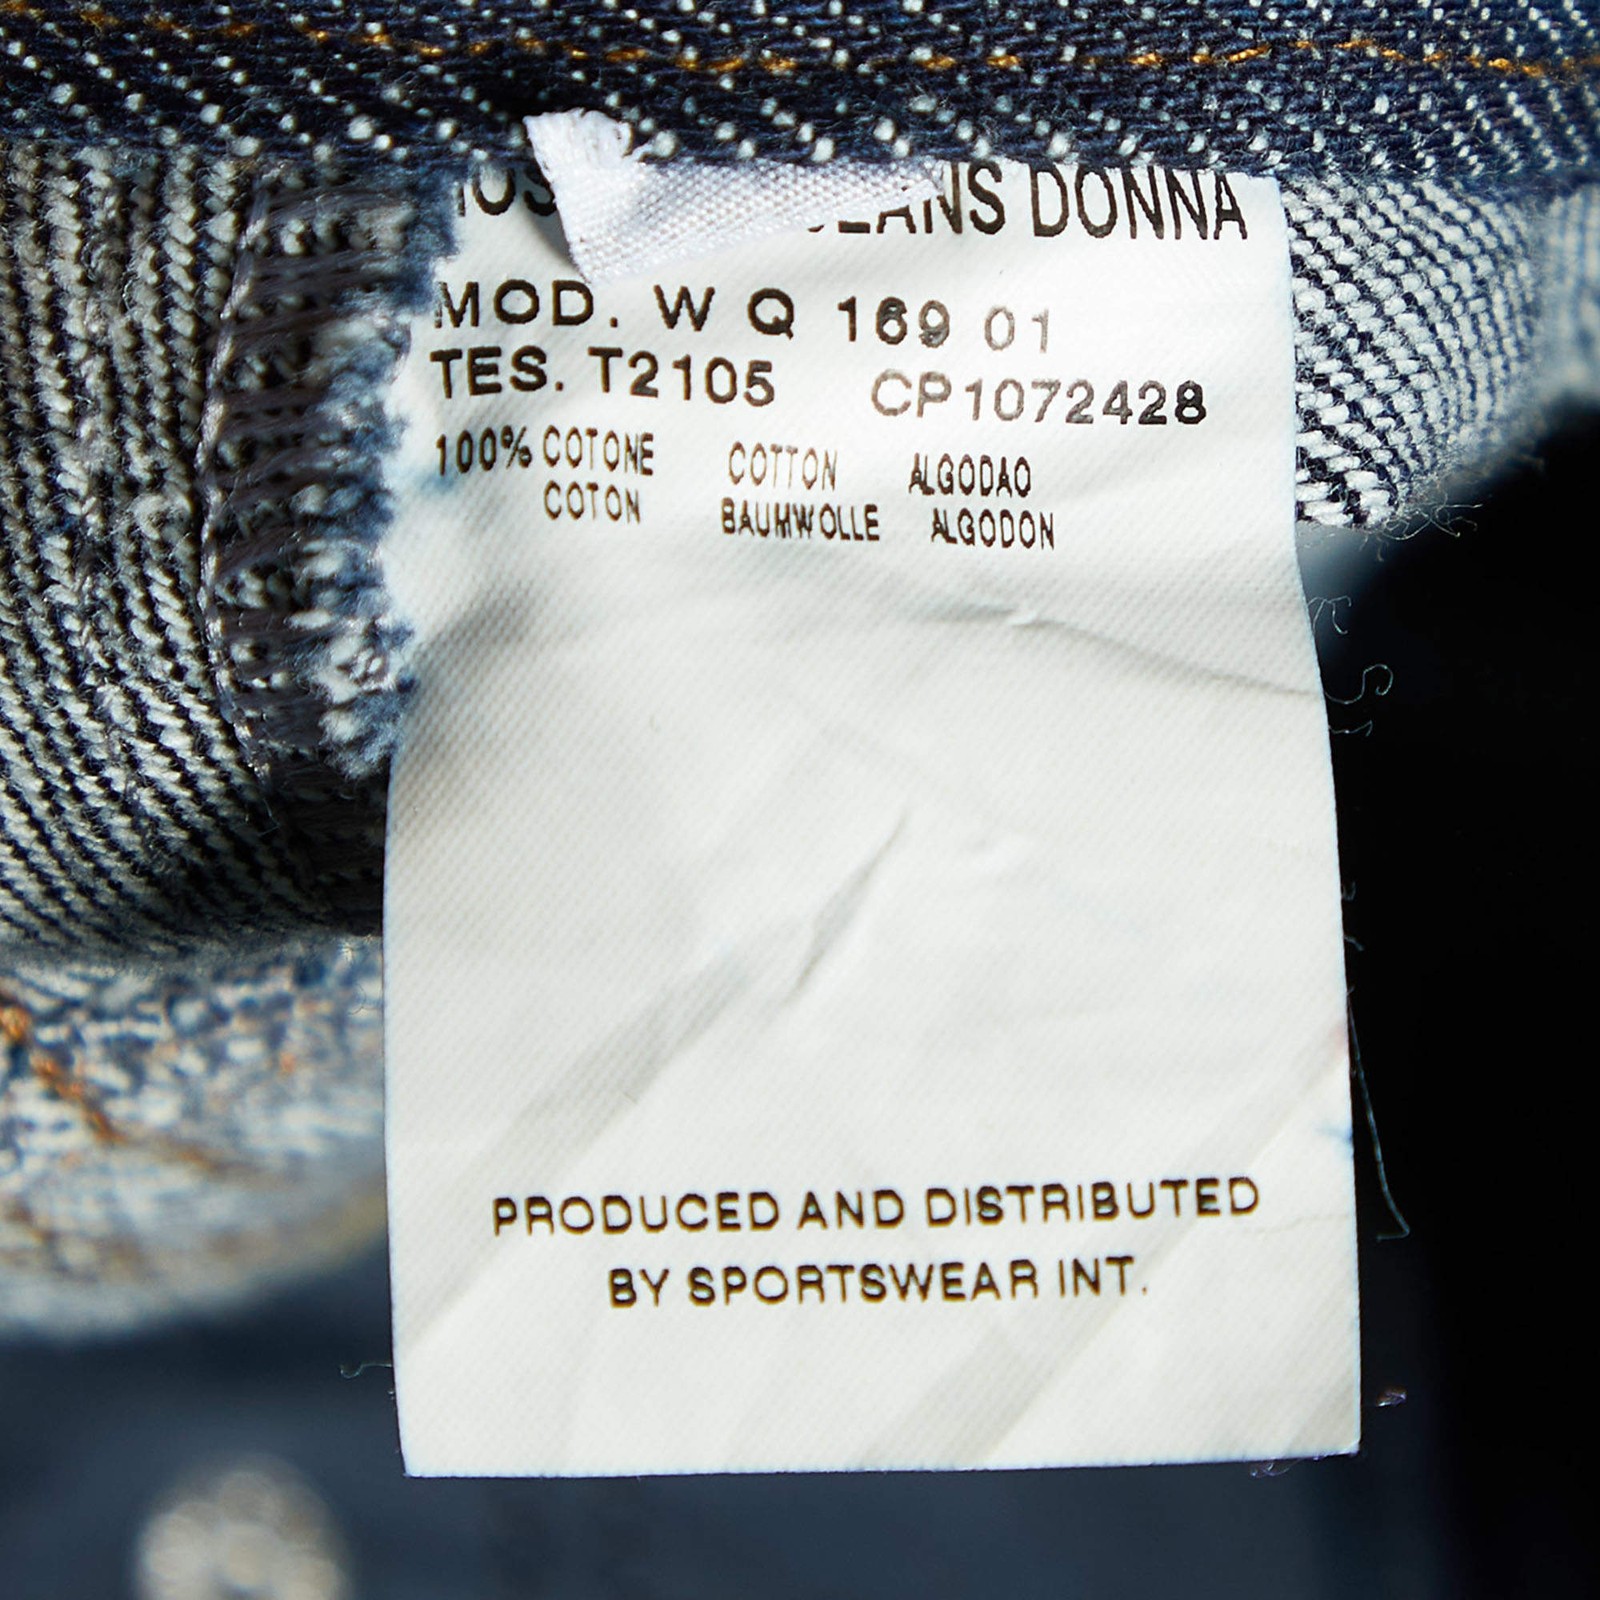 DONNA
MOD. W Q 169 01
TES. T2105 CP1072428
100% COTONE COTTON ALGODAO
COTON BAUMWOLLE ALGODON
PRODUCED AND DISTRIBUTED
BY SPORTSWEAR INT.